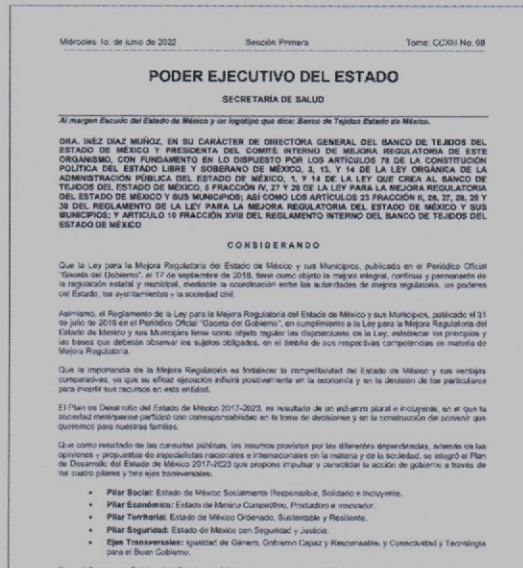 Miércoles 1o. de junio de 2022 Sección Primera Tomo: CCXIII No. 98
PODER EJECUTIVO DEL ESTADO
SECRETARÍA DE SALUD
Al margen Escudo del Estado de México y un logotipo que dice: Banco de Tejidos Estado de México.
DRA. INÉZ DÍAZ MUÑOZ, EN SU CARÁCTER DE DIRECTORA GENERAL DEL BANCO DE TEJIDOS DEL
ESTADO DE MÉXICO Y PRESIDENTA DEL COMITÉ INTERNO DE MEJORA REGULATORIA DE ESTE
ORGANISMO, CON FUNDAMENTO EN LO DISPUESTO POR LOS ARTÍCULOS 78 DE LA CONSTITUCIÓN
POLÍTICA DEL ESTADO LIBRE Y SOBERANO DE MÉXICO, 3, 13, Y 14 DE LA LEY ORGÁNICA DE LA
ADMINISTRACIÓN PÚBLICA DEL ESTADO DE MÉXICO, 1, Y 14 DE LA LEY QUE CREA AL BANCO DE
TEJIDOS DEL ESTADO DE MÉXICO, 6 FRACCIÓN IV, 27 Y 28 DE LA LEY PARA LA MEJORA REGULATORIA
DEL ESTADO DE MÉXICO Y SUS MUNICIPIOS; ASÍ COMO LOS ARTÍCULOS 23 FRACCIÓN II, 26, 27, 28, 29 Y
30 DEL REGLAMENTO DE LA LEY PARA LA MEJORA REGULATORIA DEL ESTADO DE MÉXICO Y SUS
MUNICIPIOS; Y ARTICULO 10 FRACCIÓN XVIII DEL REGLAMENTO INTERNO DEL BANCO DE TEJIDOS DEL
ESTADO DE MÉXICO
CONSIDERANDO
Que la Ley para la Mejora Regulatoria del Estado de México y sus Municipios, publicada en el Periódico Oficial
"Gaceta del Gobierno", el 17 de septiembre de 2018, tiene como objeto la mejora integral, continua y permanente de
la regulación estatal y municipal, mediante la coordinación entre las autoridades de mejora regulatoria, los poderes
del Estado, los ayuntamientos y la sociedad civil.
Asimismo, el Reglamento de la Ley para la Mejora Regulatoria del Estado de México y sus Municipios, publicado el 31
de julio de 2019 en el Periódico Oficial "Gaceta del Gobierno", en cumplimiento a la Ley para la Mejora Regulatoria del
Estado de México y sus Municipios tiene como objeto regular las disposiciones de la Ley, establecer los principios y
las bases que deberán observar los sujetos obligados, en el ámbito de sus respectivas competencias en materia de
Mejora Regulatoria.
Que la importancia de la Mejora Regulatoria es fortalecer la competitividad del Estado de México y sus ventajas
comparativas, ya que su eficaz ejecución influirá positivamente en la economía y en la decisión de los particulares
para invertir sus recursos en esta entidad.
El Plan de Desarrollo del Estado de México 2017-2023, es resultado de un esfuerzo plural e incluyente, en el que la
sociedad mexiquense participó con corresponsabilidad en la toma de decisiones y en la construcción del porvenir que
queremos para nuestras familias.
Que como resultado de las consultas públicas, los insumos provistos por las diferentes dependencias, además de las
opiniones y propuestas de especialistas nacionales e internacionales en la materia y de la sociedad, se integró el Plan
de Desarrollo del Estado de México 2017-2023 que propone impulsar y consolidar la acción de gobierno a través de
los cuatro pilares y tres ejes transversales:
• Pilar Social: Estado de México Socialmente Responsable, Solidario e Incluyente.
• Pilar Económico: Estado de México Competitivo, Productivo e innovador.
• Pilar Territorial: Estado de México Ordenado, Sustentable y Resiliente.
• Pilar Seguridad: Estado de México con Seguridad y Justicia.
• Ejes Transversales: Igualdad de Género, Gobierno Capaz y Responsable, y Conectividad y Tecnología
para el Buen Gobierno.